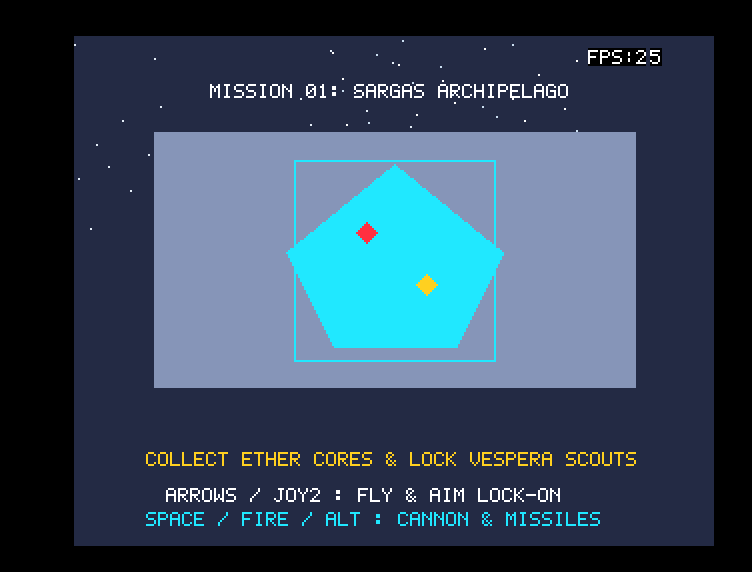 FPS:25
MISSION 01: SARGAS ARCHIPELAGO
COLLECT ETHER CORES & LOCK VESPERA SCOUTS
ARROWS / JOY2 : FLY & AIM LOCK-ON
SPACE / FIRE / ALT : CANNON & MISSILES